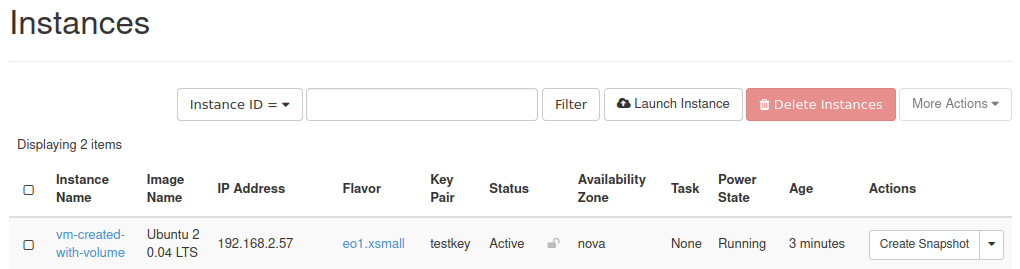 Instances
Instance ID = Filter Launch Instance Delete Instances More Actions
Displaying 2 items
Instance Name Image Name IP Address Flavor Key Pair Status Availability Zone Task Power State Age Actions
vm-created-with-volume Ubuntu 20.04 LTS 192.168.2.57 eo1.xsmall testkey Active nova None Running 3 minutes Create Snapshot